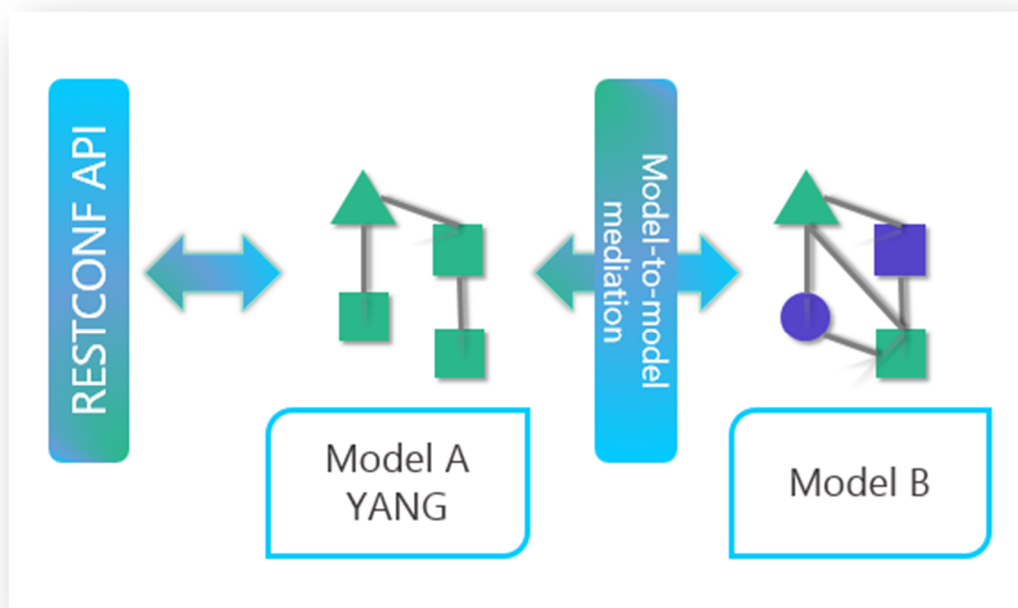 RESTCONF API
Model A
YANG
Model-to-model
mediation
Model B